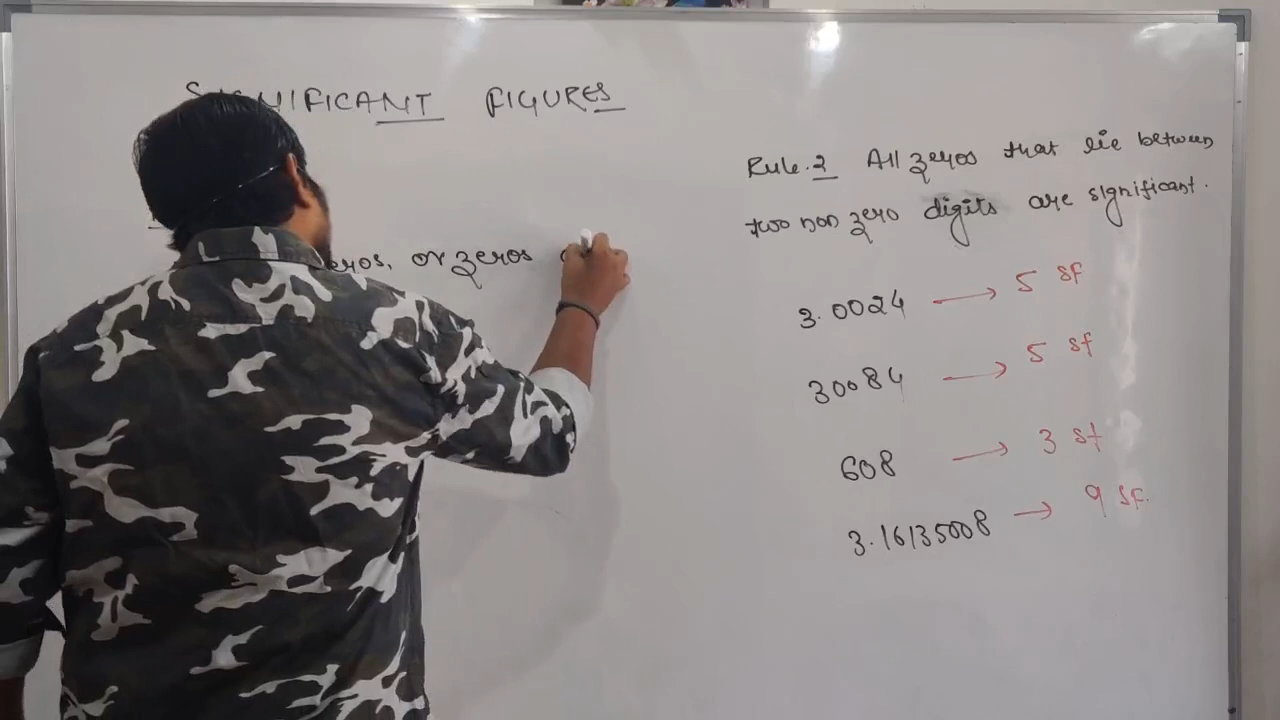 SIGNIFICANT FIGURES
zeros, or zeros
Rule.2 All zeros that lie between
two non zero digits are significant.
3.0024 → 5 sf
30084 → 5 sf
608 → 3 sf
3.16135008 → 9 sf.